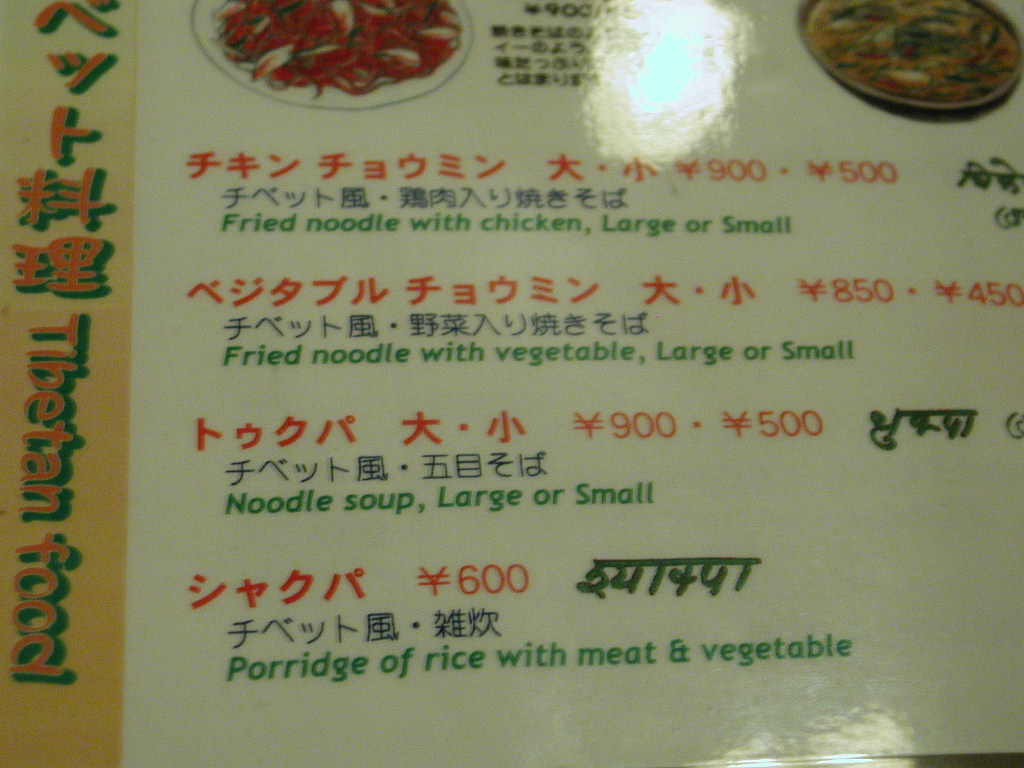 ベット料理 Tibetan food
¥900
チキン チョウミン 大・小 ¥900・¥500
チベット風・鶏肉入り焼きそば
Fried noodle with chicken, Large or Small
ベジタブル チョウミン 大・小 ¥850・¥450
チベット風・野菜入り焼きそば
Fried noodle with vegetable, Large or Small
トゥクパ 大・小 ¥900・¥500 थुक्पा
チベット風・五目そば
Noodle soup, Large or Small
シャクパ ¥600 श्याक्पा
チベット風・雑炊
Porridge of rice with meat & vegetable